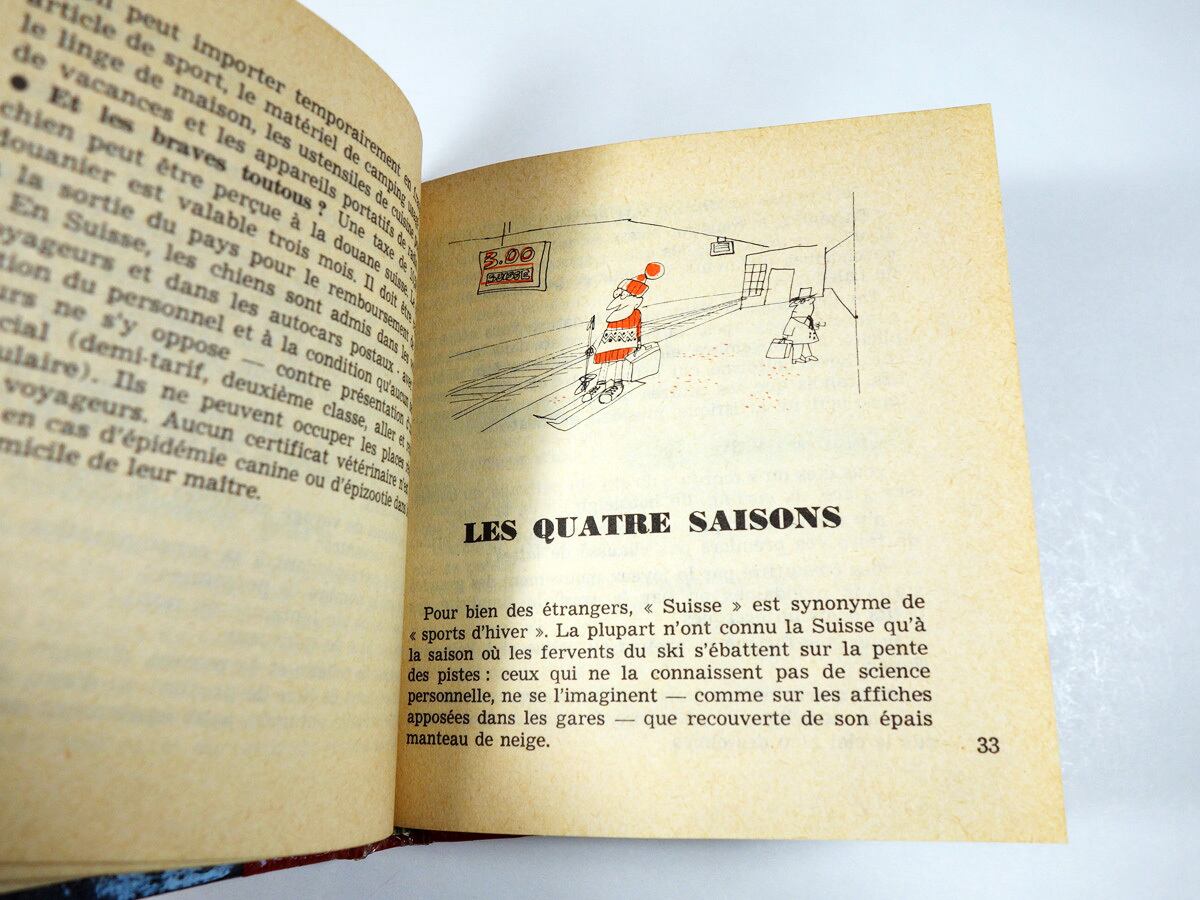 on peut importer temporairement en
article de sport, le matériel de camping
le linge de maison, les ustensiles de cuisine
de vacances et les appareils portatifs de
• Et les braves toutous ? Une taxe de
chien peut être perçue à la douane suisse.
douanier est valable trois mois. Il doit être
la sortie du pays pour le remboursement
En Suisse, les chiens sont admis dans les
voyageurs et dans les autocars postaux : avec
du personnel et à la condition qu'aucun
ne s'y oppose — contre présentation
(demi-tarif, deuxième classe, aller et
Ils ne peuvent occuper les places
voyageurs. Aucun certificat vétérinaire n'est
en cas d'épidémie canine ou d'épizootie dans
domicile de leur maître.
3.00
LES QUATRE SAISONS
Pour bien des étrangers, « Suisse » est synonyme de
« sports d'hiver ». La plupart n'ont connu la Suisse qu'à
la saison où les fervents du ski s'ébattent sur la pente
des pistes : ceux qui ne la connaissent pas de science
personnelle, ne se l'imaginent — comme sur les affiches
apposées dans les gares — que recouverte de son épais
manteau de neige.
33